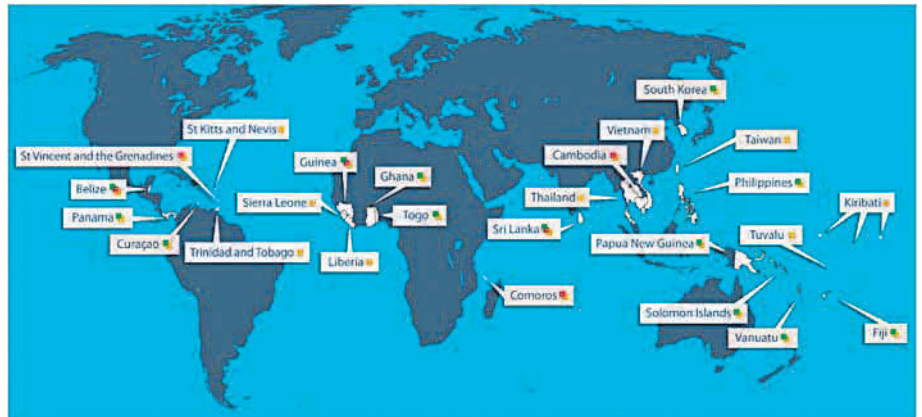 South Korea
St Kitts and Nevis
Vietnam
Taiwan
St Vincent and the Grenadines
Guinea
Cambodia
Ghana
Belize
Philippines
Sierra Leone
Thailand
Kiribati
Panama
Togo
Sri Lanka
Tuvalu
Curaçao
Trinidad and Tobago
Papua New Guinea
Liberia
Comoros
Solomon Islands
Vanuatu
Fiji